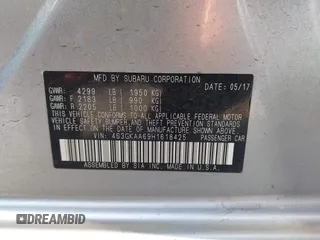 MFD BY SUBARU CORPORATION
DATE: 05/17
GVWR: 4299 LB 1950 KG
GAWR: F 2183 LB 990 KG
GAWR: R 2205 LB 1000 KG
THIS VEHICLE CONFORMS TO ALL APPLICABLE FEDERAL MOTOR
VEHICLE SAFETY, BUMPER, AND THEFT PREVENTION STANDARDS
IN EFFECT ON THE DATE OF MANUFACTURE SHOWN ABOVE.
VIN: 4S3GKAA69H1618425 PASSENGER CAR
ASSEMBLED BY SIA INC. MADE IN U.S.A.
DREAMBID